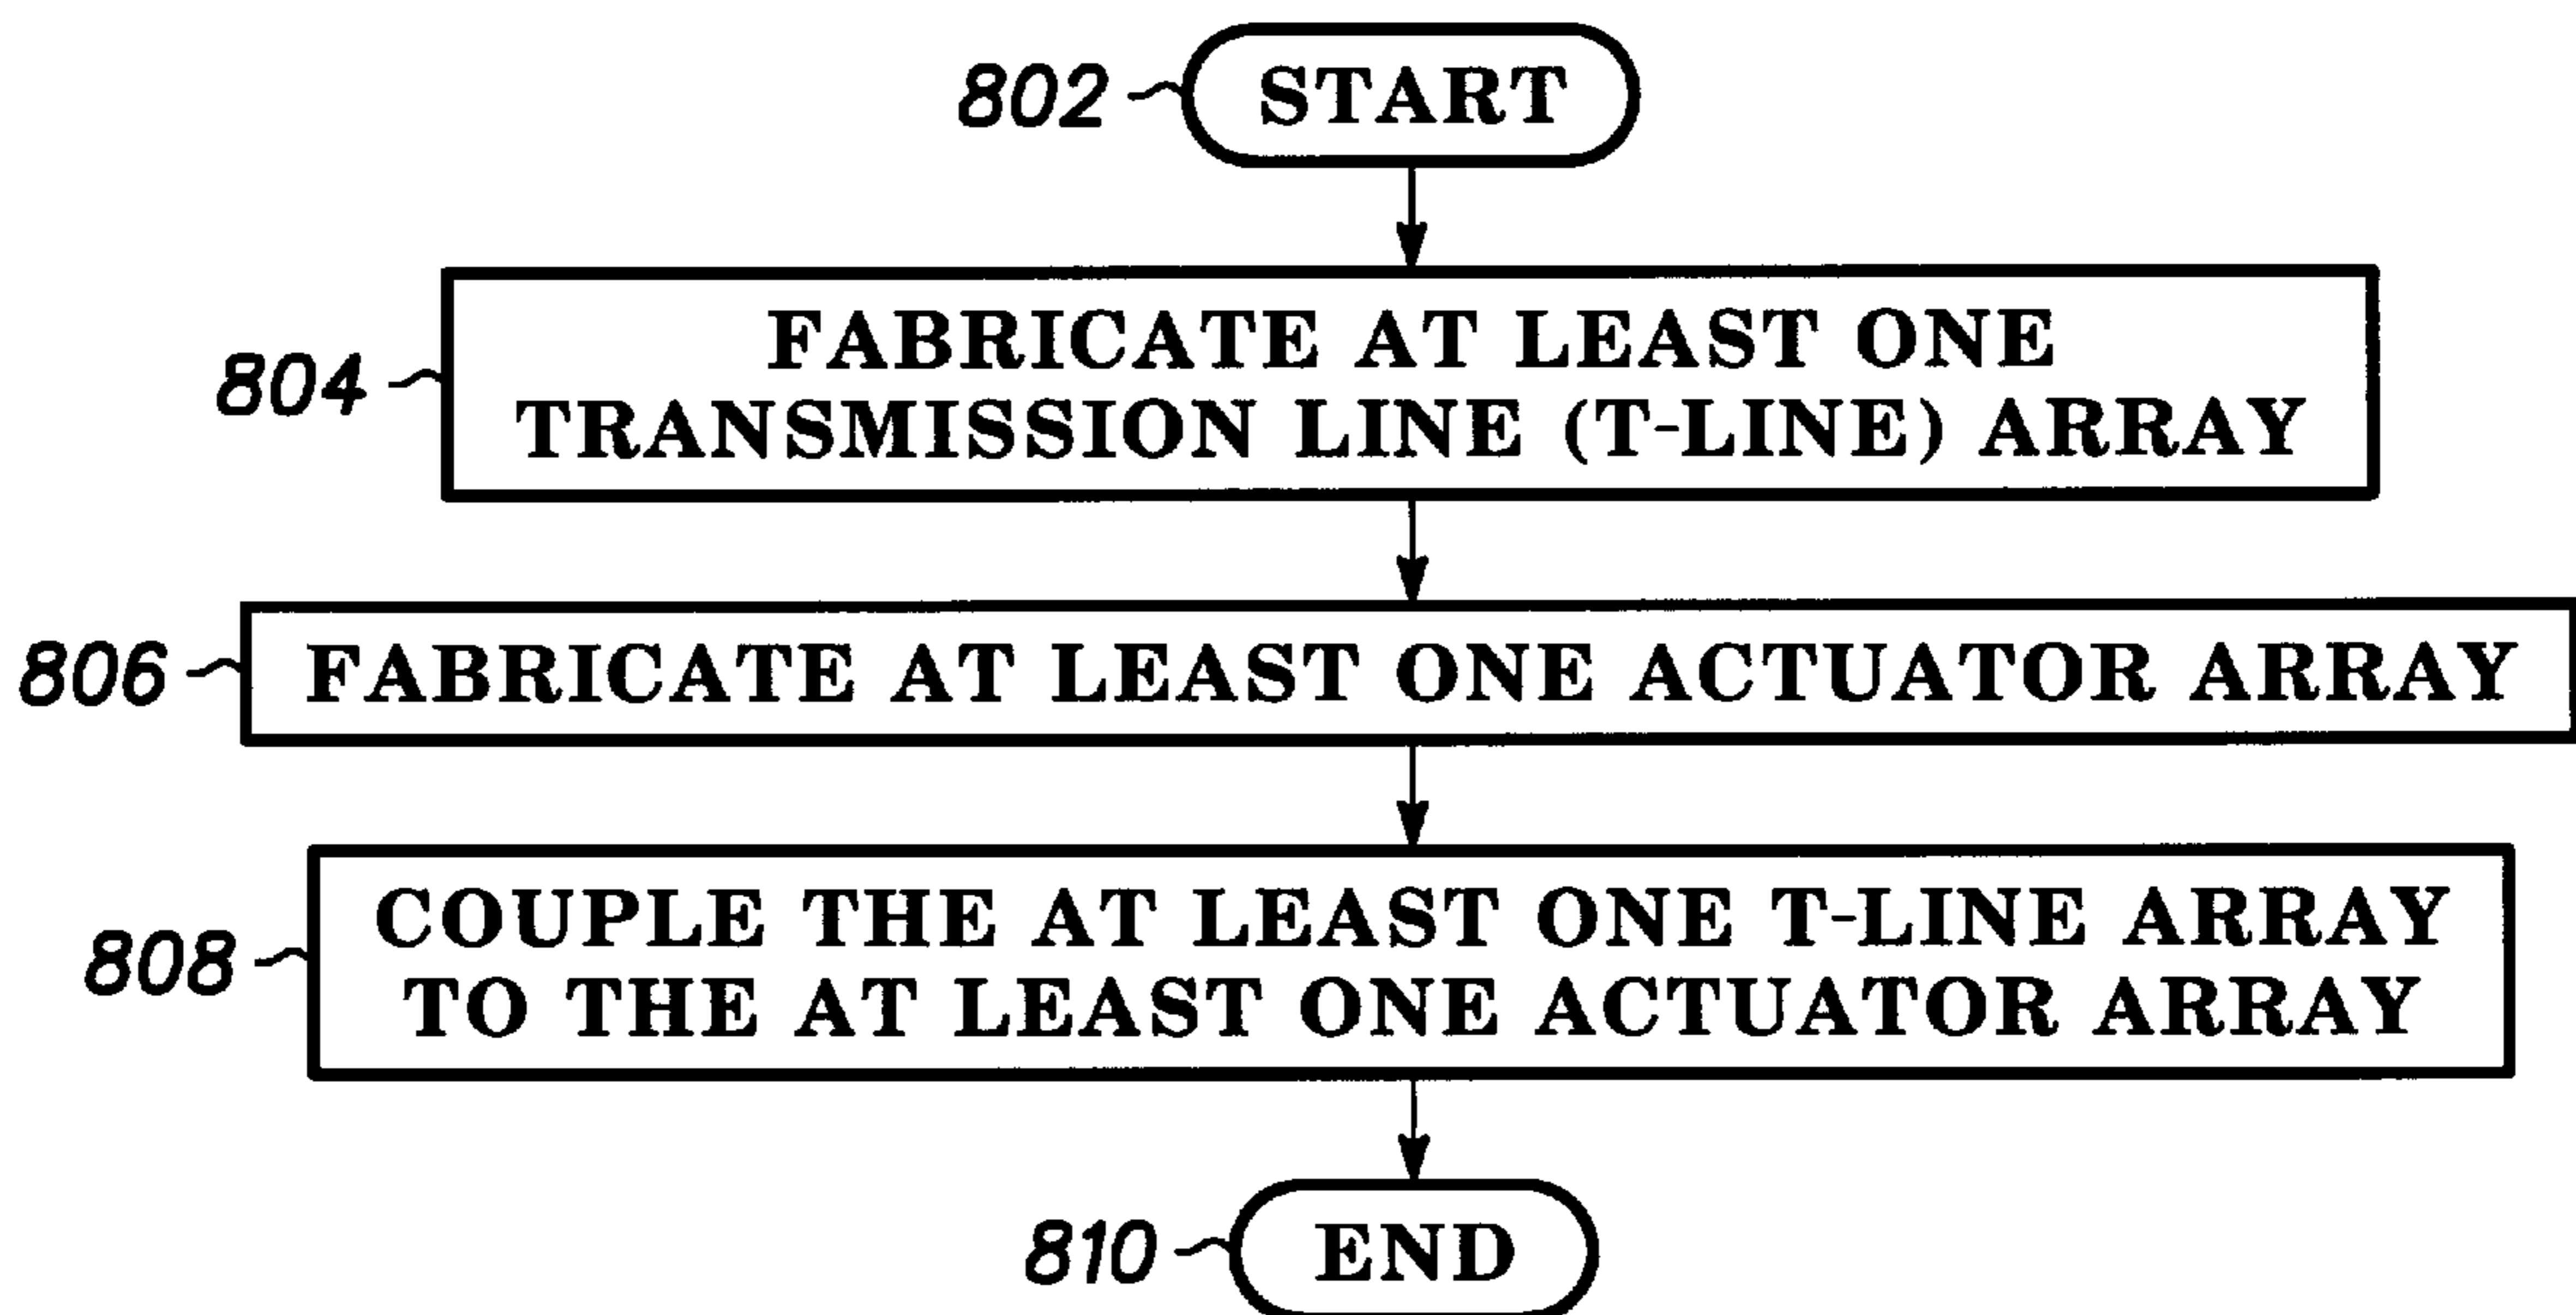 802 START
804 FABRICATE AT LEAST ONE
TRANSMISSION LINE (T-LINE) ARRAY
806 FABRICATE AT LEAST ONE ACTUATOR ARRAY
808 COUPLE THE AT LEAST ONE T-LINE ARRAY
TO THE AT LEAST ONE ACTUATOR ARRAY
810 END